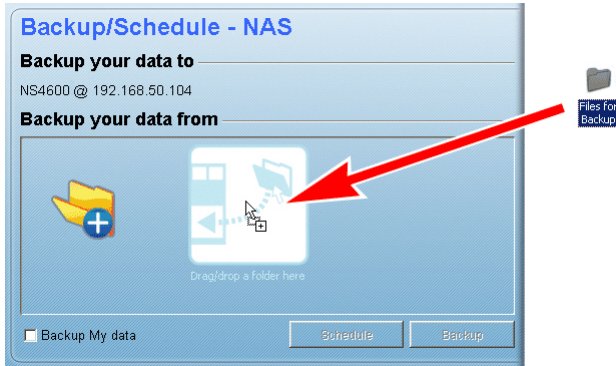 Backup/Schedule - NAS
Backup your data to
NS4600 @ 192.168.50.104
Backup your data from
Files for
Backup
Drag/drop a folder here
Backup My data
Schedule
Backup